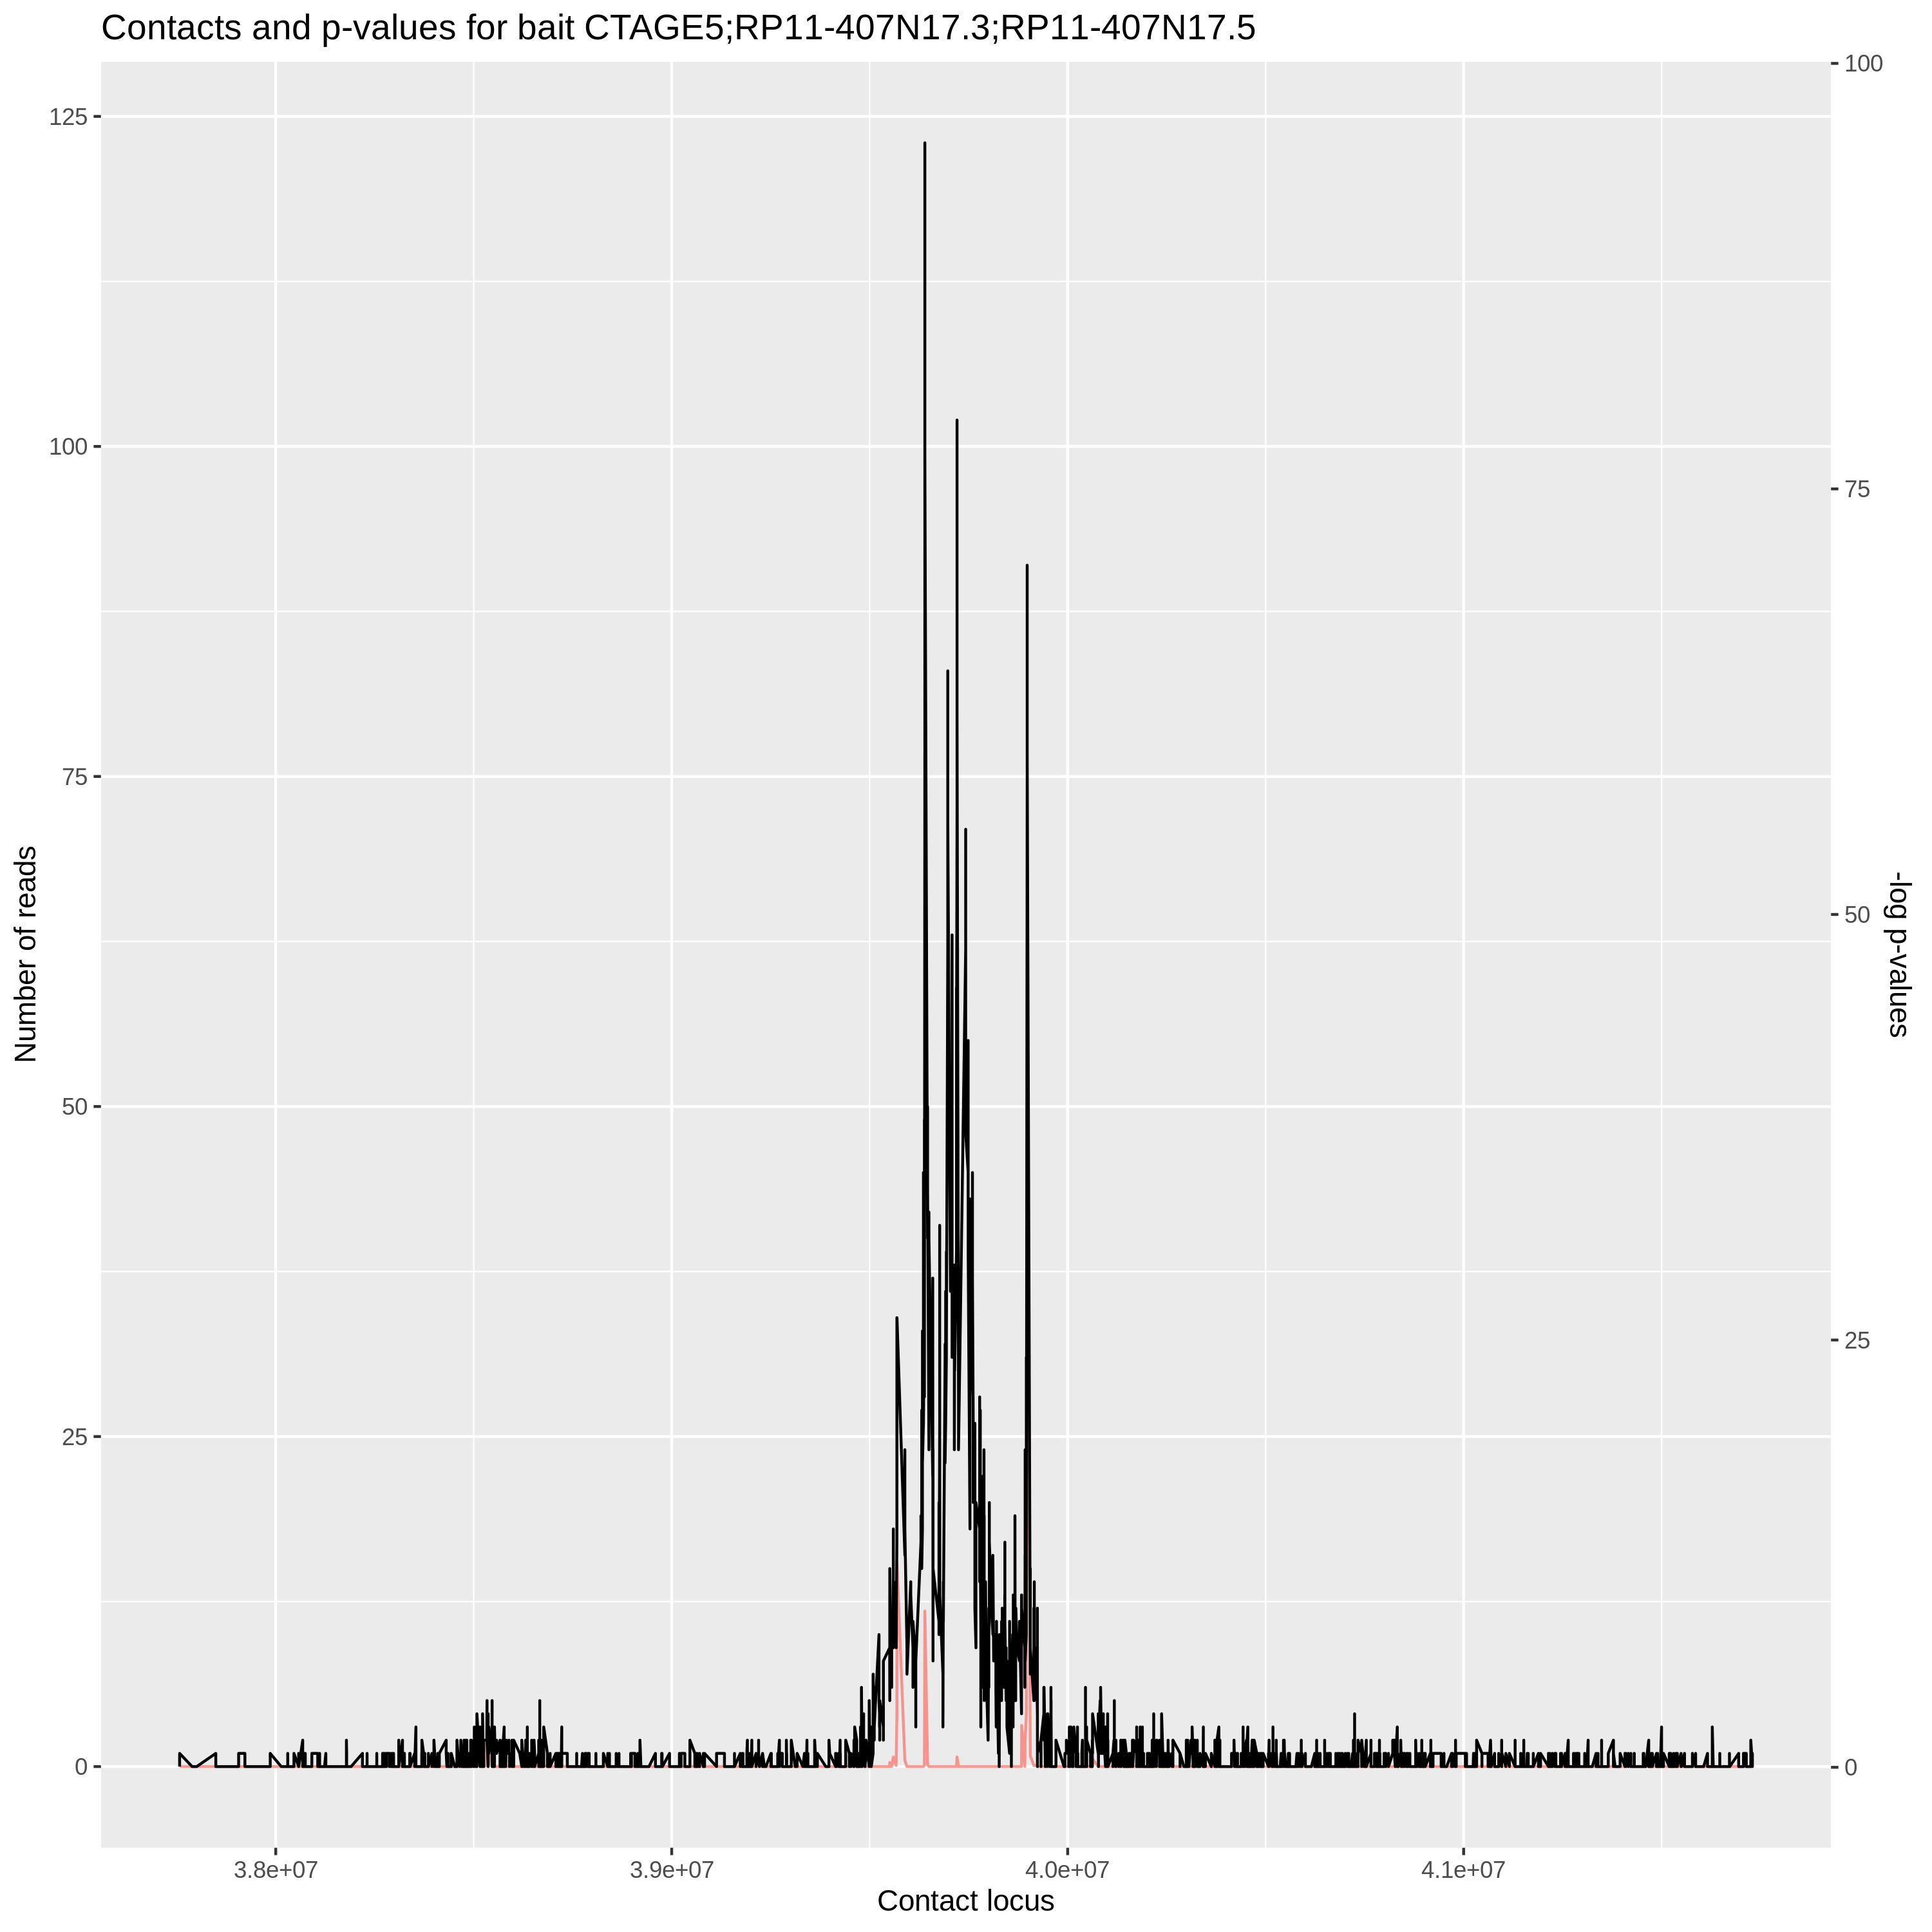 Contacts and p-values for bait CTAGE5;RP11-407N17.3;RP11-407N17.5
Number of reads
125
100
75
50
25
0
100
75
50
25
0
-log p-values
3.8e+07
3.9e+07
4.0e+07
4.1e+07
Contact locus